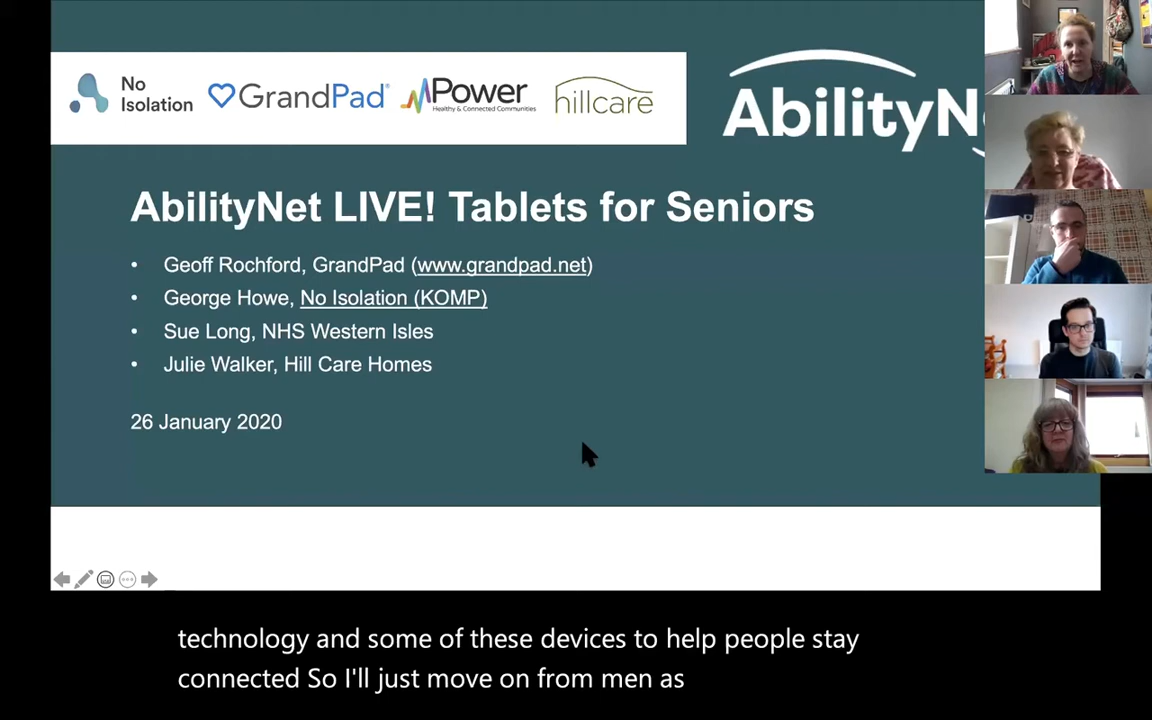 No
Isolation
GrandPad
MPower
Healthy & Connected Communities
hillcare
AbilityN
AbilityNet LIVE! Tablets for Seniors
• Geoff Rochford, GrandPad (www.grandpad.net)
• George Howe, No Isolation (KOMP)
• Sue Long, NHS Western Isles
• Julie Walker, Hill Care Homes
26 January 2020
technology and some of these devices to help people stay
connected So I'll just move on from men as